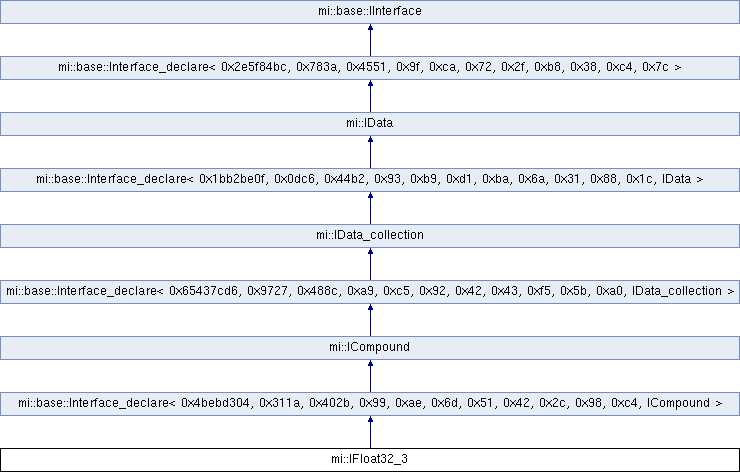 mi::base::IInterface
mi::base::Interface_declare< 0x2e5f84bc, 0x783a, 0x4551, 0x9f, 0xca, 0x72, 0x2f, 0xb8, 0x38, 0xc4, 0x7c >
mi::IData
mi::base::Interface_declare< 0x1bb2be0f, 0x0dc6, 0x44b2, 0x93, 0xb9, 0xd1, 0xba, 0x6a, 0x31, 0x88, 0x1c, IData >
mi::IData_collection
mi::base::Interface_declare< 0x65437cd6, 0x9727, 0x488c, 0xa9, 0xc5, 0x92, 0x42, 0x43, 0xf5, 0x5b, 0xa0, IData_collection >
mi::ICompound
mi::base::Interface_declare< 0x4bebd304, 0x311a, 0x402b, 0x99, 0xae, 0x6d, 0x51, 0x42, 0x2c, 0x98, 0xc4, ICompound >
mi::IFloat32_3